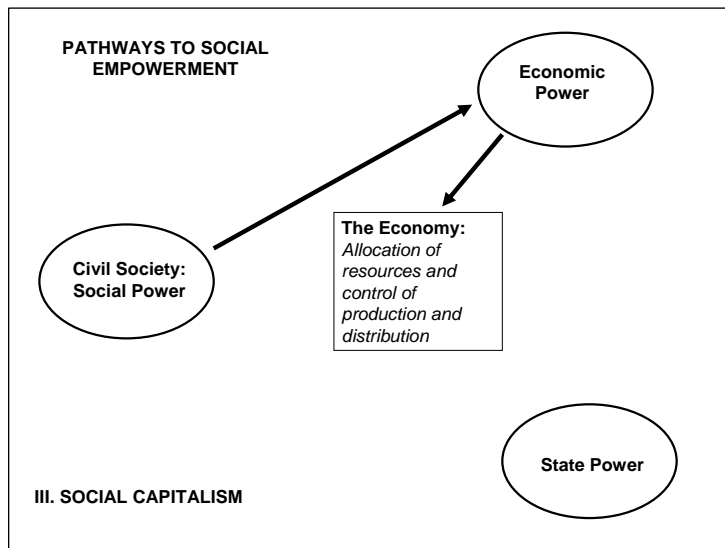 PATHWAYS TO SOCIAL
EMPOWERMENT
Economic
Power
The Economy:
Allocation of
resources and
control of
production and
distribution
Civil Society:
Social Power
State Power
III. SOCIAL CAPITALISM